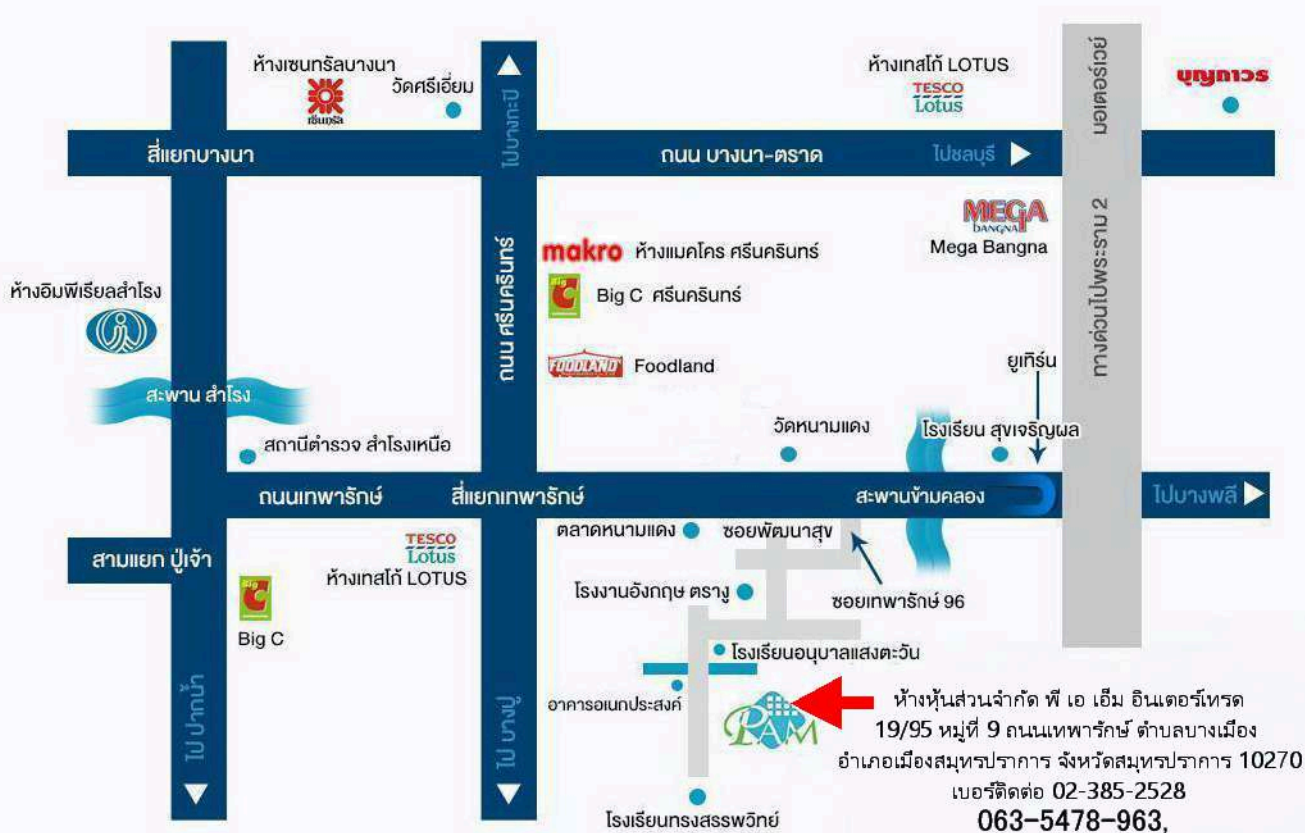 ห้างเซนทรัลบางนา
เซ็นทรัล
วัดศรีเอี่ยม
ไปบางกะปิ
ห้างเทสโก้ LOTUS
TESCO
Lotus
มอเตอร์เวย์
บุญถาวร
สี่แยกบางนา
ถนน บางนา-ตราด
ไปชลบุรี
MEGA
BANGNA
Mega Bangna
ทางด่วนไปพระราม 2
ถนน ศรีนครินทร์
makro ห้างแมคโคร ศรีนครินทร์
Big C Big C ศรีนครินทร์
FOODLAND Foodland
ห้างอิมพีเรียลสำโรง
สะพาน สำโรง
สถานีตำรวจ สำโรงเหนือ
ยูเทิร์น
วัดหนามแดง
โรงเรียน สุขเจริญผล
ถนนเทพารักษ์
สี่แยกเทพารักษ์
สะพานข้ามคลอง
ไปบางพลี
ตลาดหนามแดง
ซอยพัฒนาสุข
สามแยก ปู่เจ้า
TESCO
Lotus
ห้างเทสโก้ LOTUS
โรงงานอังกฤษ ตรางู
ซอยเทพารักษ์ 96
Big C
Big C
โรงเรียนอนุบาลแสงตะวัน
ไป ปากน้ำ
ไป บางปู
อาคารอเนกประสงค์
PAM
ห้างหุ้นส่วนจำกัด พี เอ เอ็ม อินเตอร์เทรด
19/95 หมู่ที่ 9 ถนนเทพารักษ์ ตำบลบางเมือง
อำเภอเมืองสมุทรปราการ จังหวัดสมุทรปราการ 10270
เบอร์ติดต่อ 02-385-2528
063-5478-963,
โรงเรียนทรงสรรพวิทย์